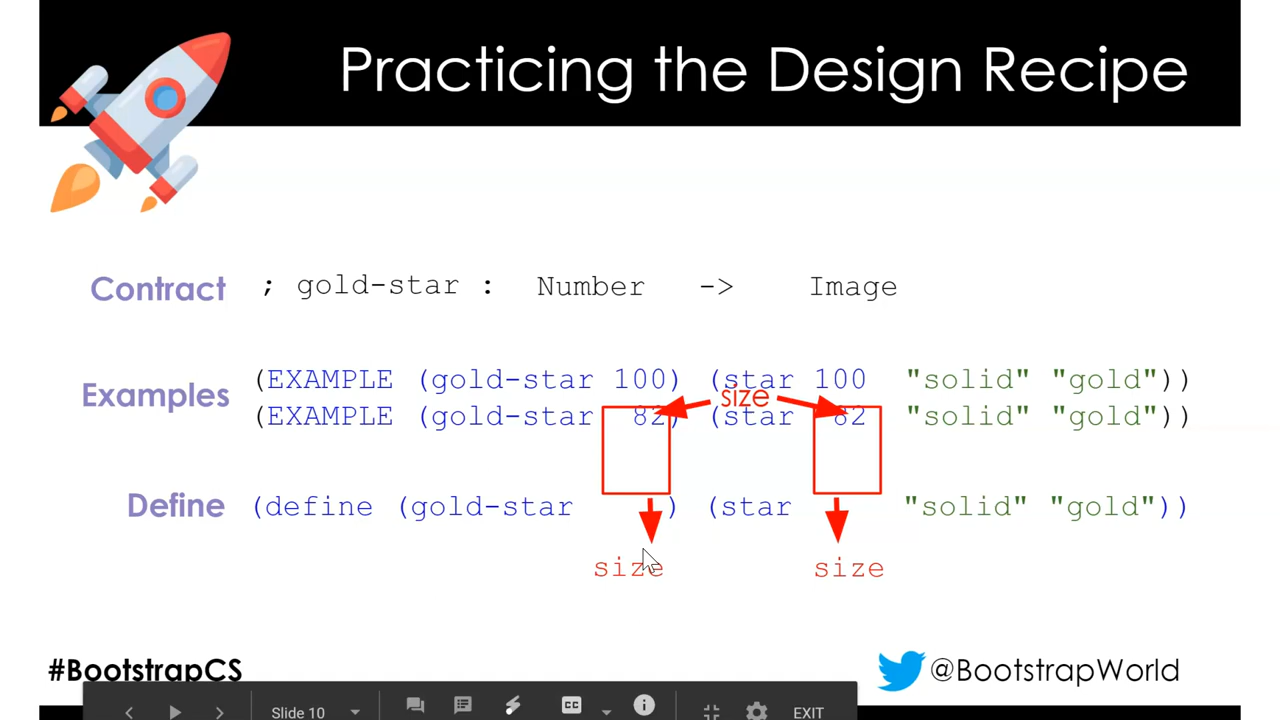 Practicing the Design Recipe
Contract ; gold-star : Number -> Image
Examples (EXAMPLE (gold-star 100) (star 100 "solid" "gold"))
size
(EXAMPLE (gold-star 82) (star 82 "solid" "gold"))
Define (define (gold-star ) (star "solid" "gold"))
size size
#BootstrapCS @BootstrapWorld
Slide 10 CC EXIT